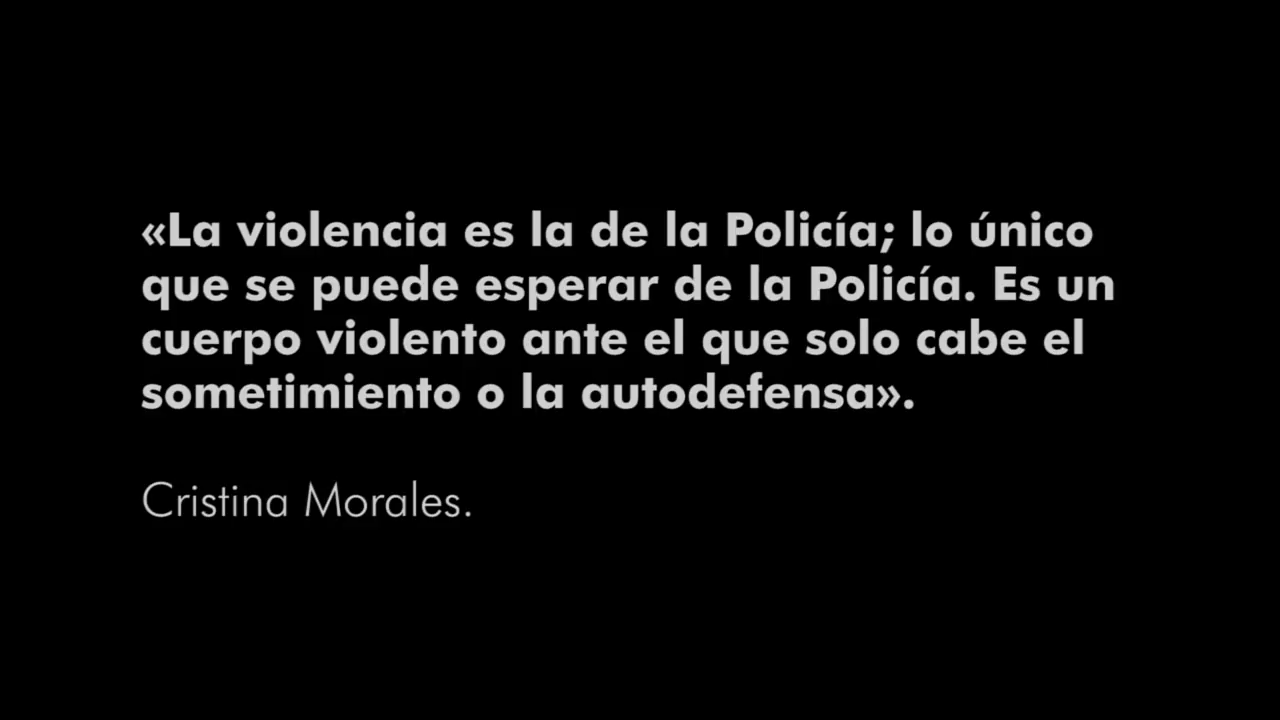 «La violencia es la de la Policía; lo único
que se puede esperar de la Policía. Es un
cuerpo violento ante el que solo cabe el
sometimiento o la autodefensa».
Cristina Morales.